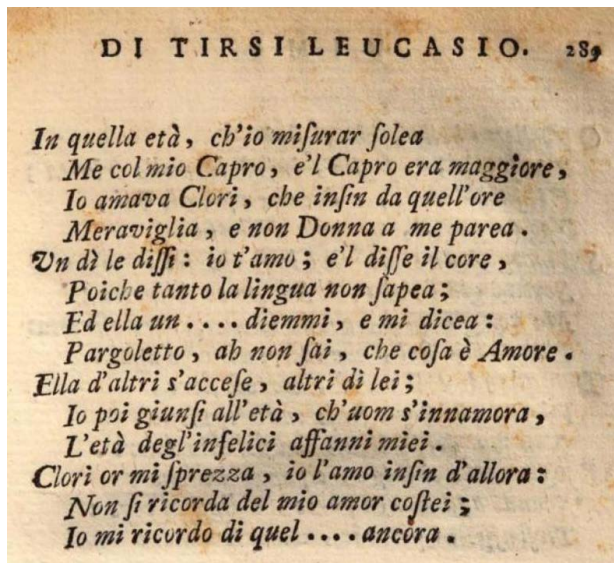 DI TIRSI LEUCASIO. 289
In quella età, ch'io miſurar ſolea
Me col mio Capro, e'l Capro era maggiore,
Io amava Clori, che inſin da quell'ore
Meraviglia, e non Donna a me parea.
Un dì le diſſi: io t'amo; e'l diſſe il core,
Poiche tanto la lingua non ſapea;
Ed ella un .... diemmi, e mi dicea:
Pargoletto, ah non ſai, che coſa è Amore.
Ella d'altri s'acceſe, altri di lei;
Io poi giunſi all'età, ch'uom s'innamora,
L'età degl'infelici affanni miei.
Clori or mi ſprezza, io l'amo inſin d'allora:
Non ſi ricorda del mio amor coſtei;
Io mi ricordo di quel .... ancora.